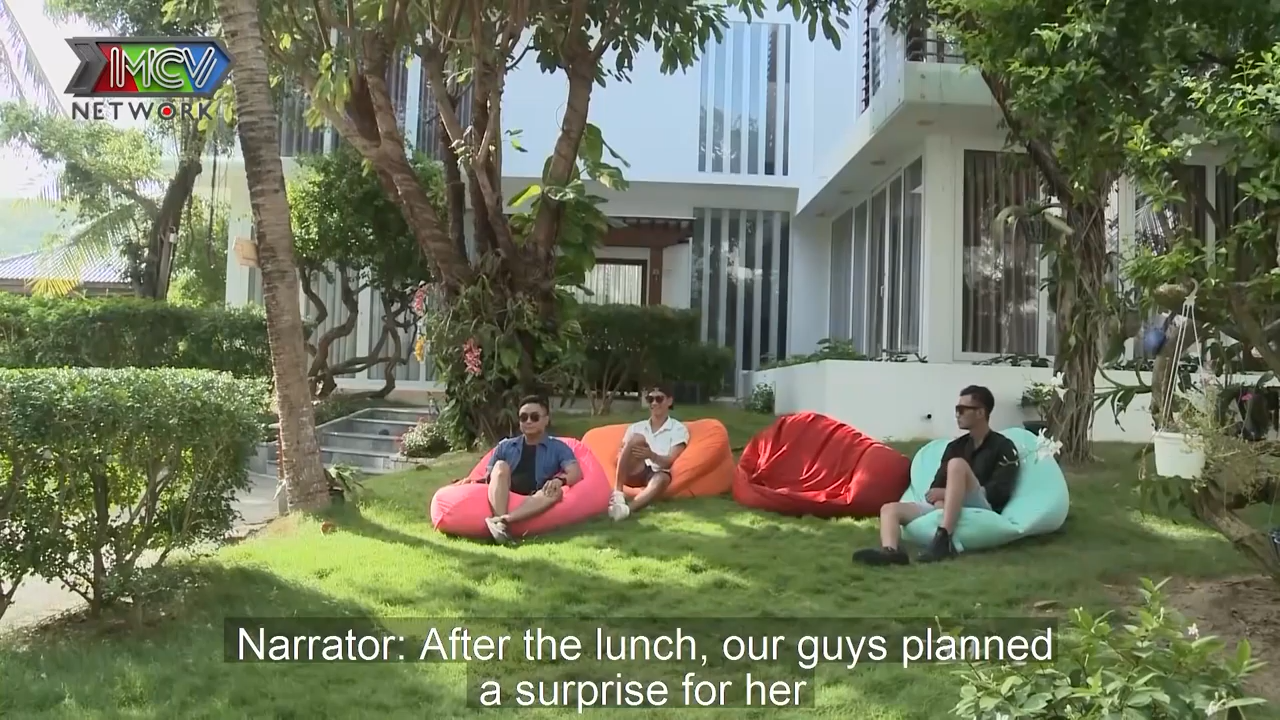 MCV
NETWORK
Narrator: After the lunch, our guys planned
a surprise for her